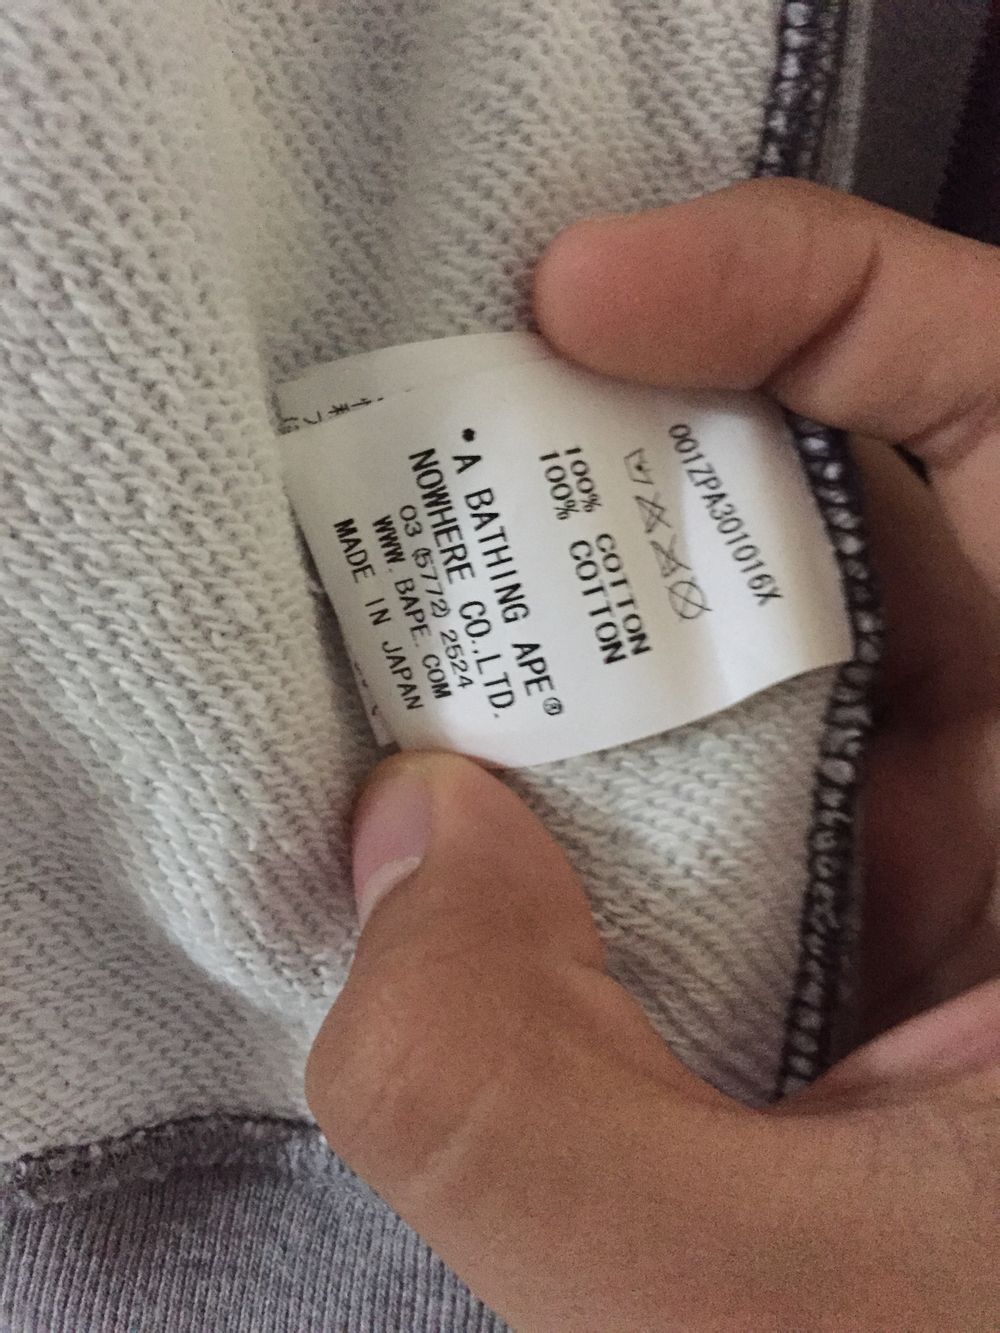 001ZPA301016X
100% COTTON
100% COTTON
• A BATHING APE®
NOWHERE CO.,LTD.
03 (5772) 2524
WWW. BAPE. COM
MADE IN JAPAN